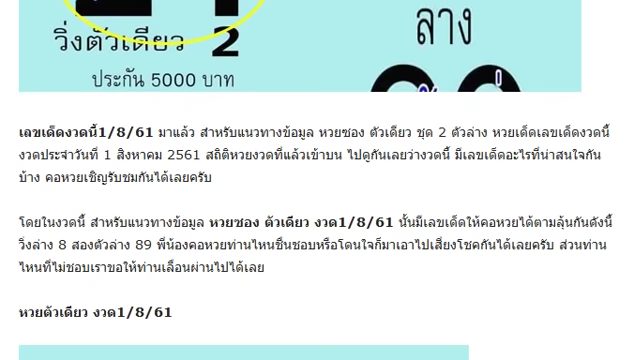 วิ่งตัวเดียว 2
ล่าง
ประกัน 5000 บาท
เลขเด็ดงวดนี้1/8/61 มาแล้ว สำหรับแนวทางข้อมูล หวยซอง ตัวเดียว ชุด 2 ตัวล่าง หวยเด็ดเลขเด็ดงวดนี้
งวดประจำวันที่ 1 สิงหาคม 2561 สถิติหวยงวดที่แล้วเข้าบน ไปดูกันเลยว่างวดนี้ มีเลขเด็ดอะไรที่น่าสนใจกัน
บ้าง คอหวยเชิญรับชมกันได้เลยครับ
โดยในงวดนี้ สำหรับแนวทางข้อมูล หวยซอง ตัวเดียว งวด1/8/61 นั้นมีเลขเด็ดให้คอหวยได้ตามลุ้นกันดังนี้
วิ่งล่าง 8 สองตัวล่าง 89 พี่น้องคอหวยท่านไหนชื่นชอบหรือโดนใจก็มาเอาไปเสี่ยงโชคกันได้เลยครับ ส่วนท่าน
ไหนที่ไม่ชอบเราขอให้ท่านเลื่อนผ่านไปได้เลย
หวยตัวเดียว งวด1/8/61